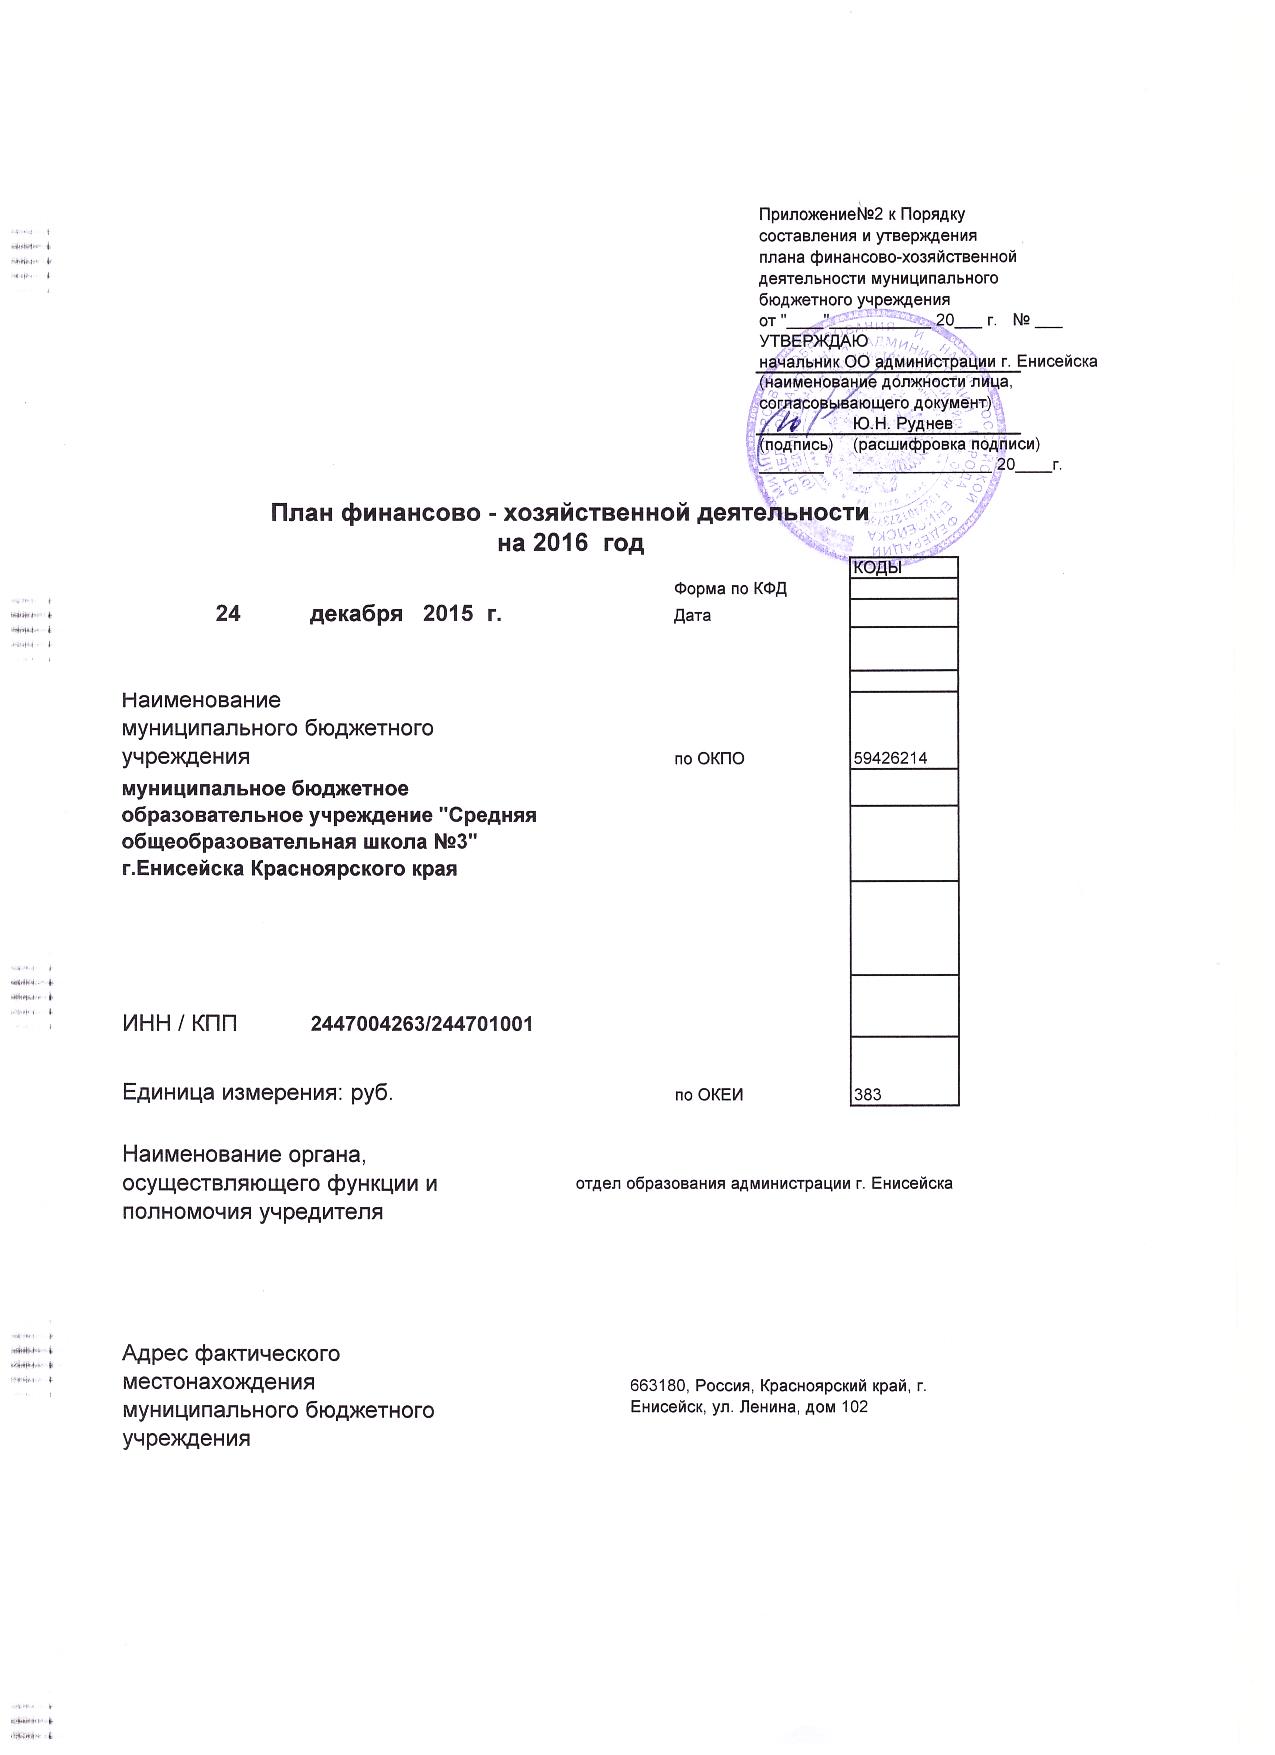 Приложение№2 к Порядку
составления и утверждения
плана финансово-хозяйственной
деятельности муниципального
бюджетного учреждения
от "____"___________ 20___ г. № ___
УТВЕРЖДАЮ
начальник ОО администрации г. Енисейска
(наименование должности лица,
согласовывающего документ)
Ю.Н. Руднев
(подпись) (расшифровка подписи)
_______ _______________ 20____г.
План финансово - хозяйственной деятельности
на 2016 год
КОДЫ
Форма по КФД
24 декабря 2015 г. Дата
Наименование
муниципального бюджетного
учреждения по ОКПО 59426214
муниципальное бюджетное
образовательное учреждение "Средняя
общеобразовательная школа №3"
г.Енисейска Красноярского края
ИНН / КПП 2447004263/244701001
Единица измерения: руб. по ОКЕИ 383
Наименование органа,
осуществляющего функции и
полномочия учредителя
отдел образования администрации г. Енисейска
Адрес фактического
местонахождения
муниципального бюджетного
учреждения
663180, Россия, Красноярский край, г.
Енисейск, ул. Ленина, дом 102